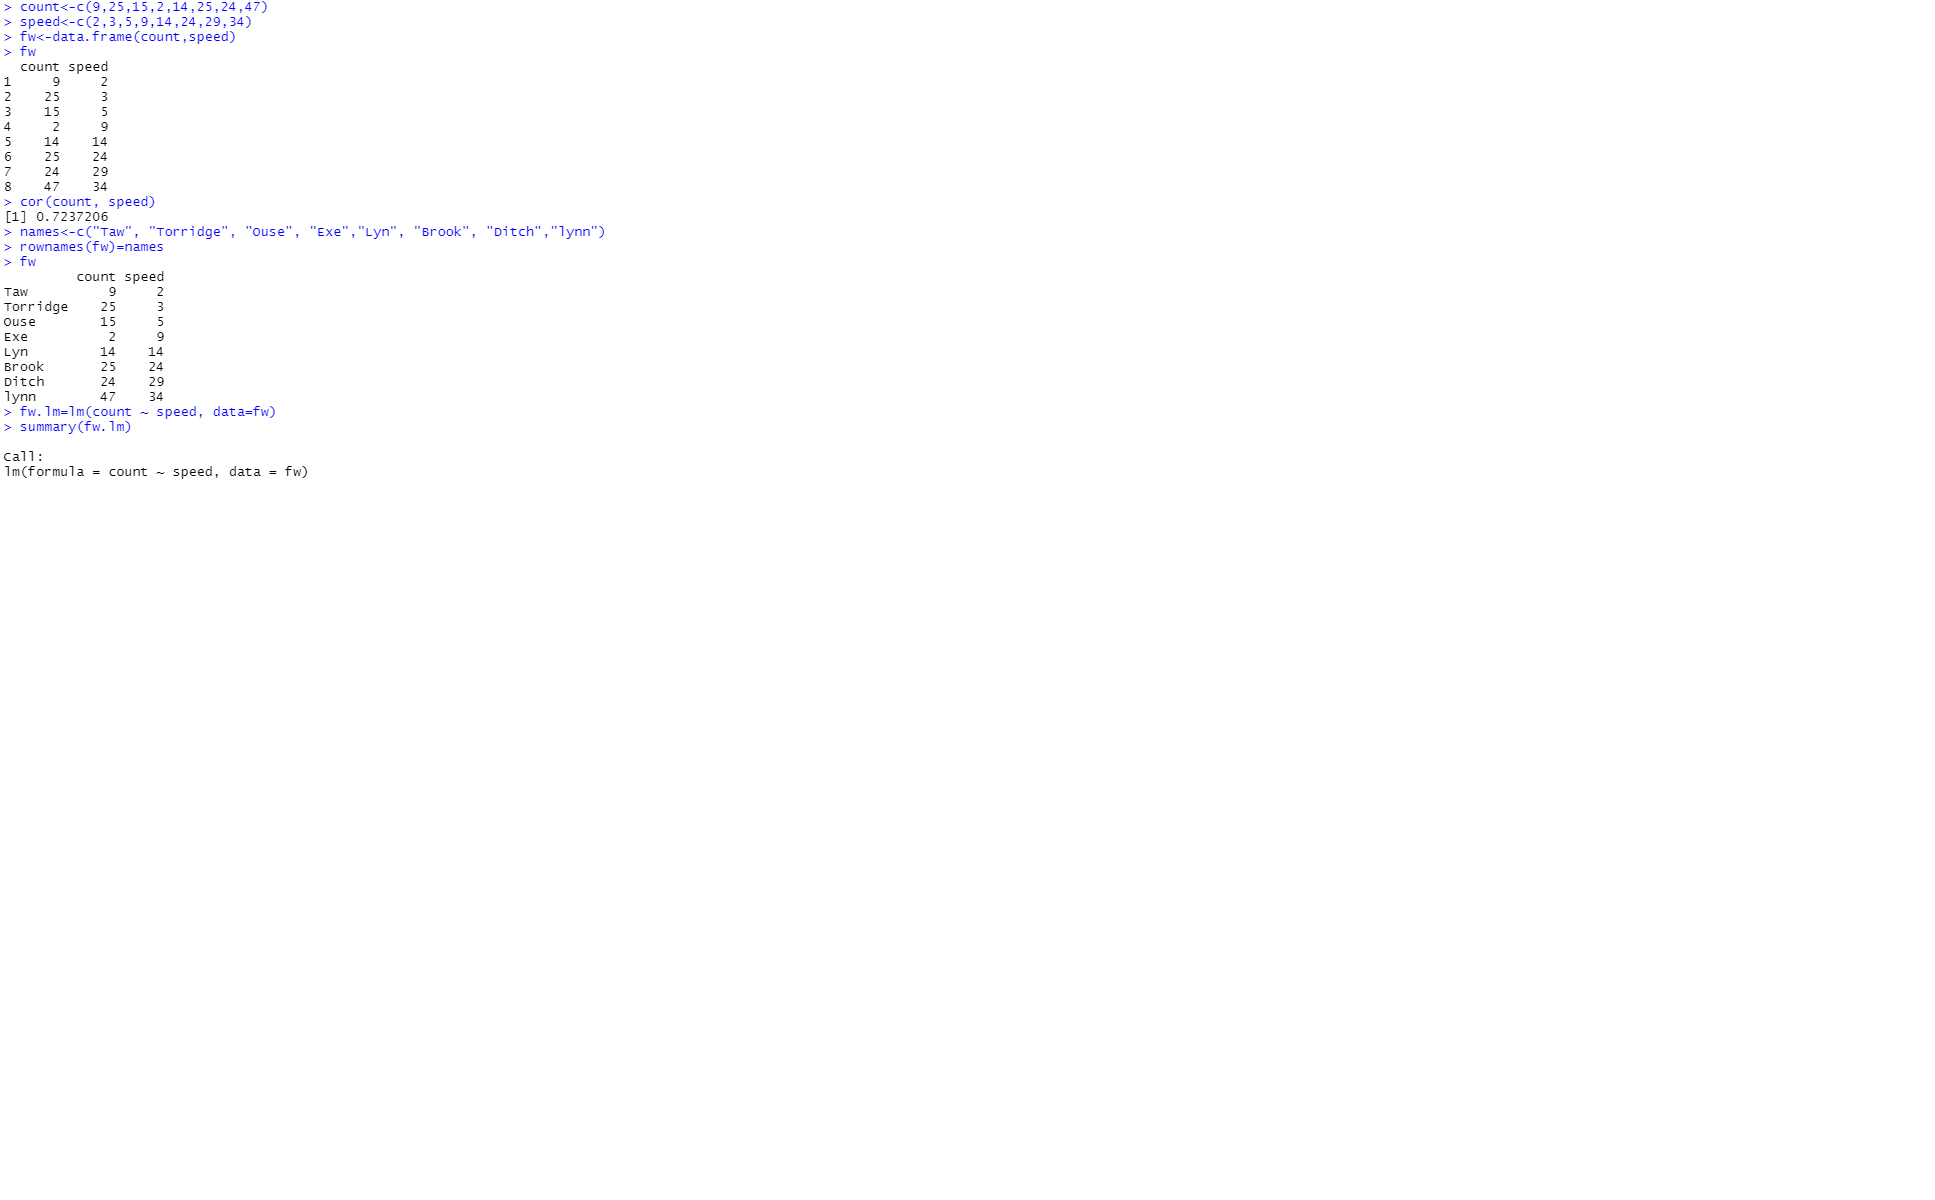 > count<-c(9,25,15,2,14,25,24,47)
> speed<-c(2,3,5,9,14,24,29,34)
> fw<-data.frame(count,speed)
> fw
  count speed
1     9     2
2    25     3
3    15     5
4     2     9
5    14    14
6    25    24
7    24    29
8    47    34
> cor(count, speed)
[1] 0.7237206
> names<-c("Taw", "Torridge", "Ouse", "Exe","Lyn", "Brook", "Ditch","lynn")
> rownames(fw)=names
> fw
         count speed
Taw          9     2
Torridge    25     3
Ouse        15     5
Exe          2     9
Lyn         14    14
Brook       25    24
Ditch       24    29
lynn        47    34
> fw.lm=lm(count ~ speed, data=fw)
> summary(fw.lm)

Call:
lm(formula = count ~ speed, data = fw)